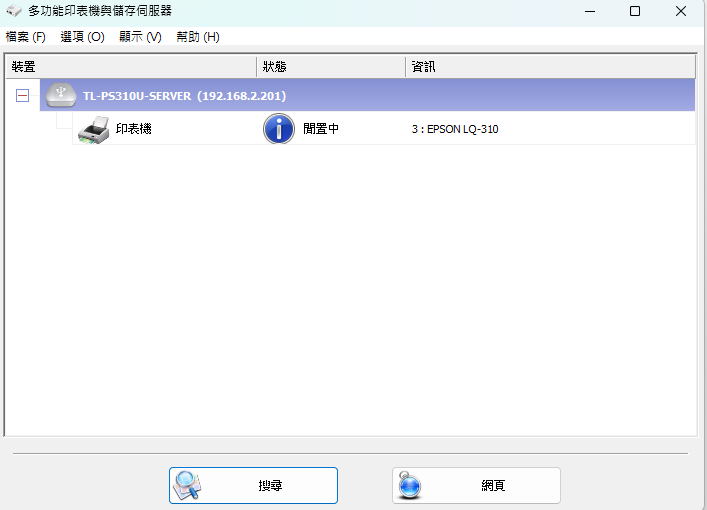 多功能印表機與儲存伺服器
檔案 (F) 選項 (O) 顯示 (V) 幫助 (H)
裝置 狀態 資訊
TL-PS310U-SERVER (192.168.2.201)
印表機 閒置中 3 : EPSON LQ-310
搜尋 網頁